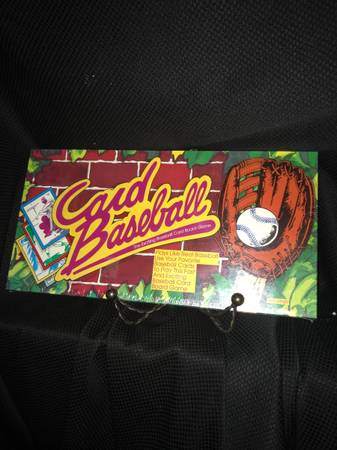 Card
Baseball
The Exciting Baseball Card Board Game
Plays Like Real Baseball
Use Your Favorite
Baseball Cards
To Play This Fast
And Exciting
Baseball Card
Board Game